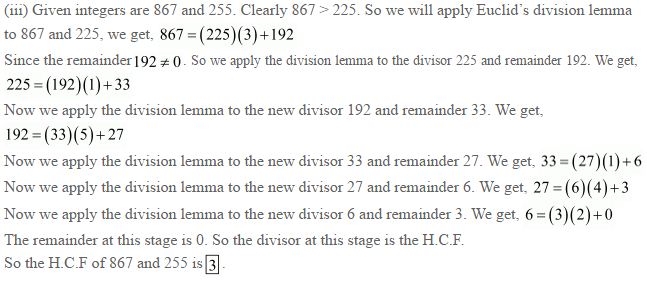 (iii) Given integers are 867 and 255. Clearly 867 > 225. So we will apply Euclid’s division lemma
to 867 and 225, we get, 867 = (225)(3)+192
Since the remainder 192 ≠ 0. So we apply the division lemma to the divisor 225 and remainder 192. We get,
225 = (192)(1)+33
Now we apply the division lemma to the new divisor 192 and remainder 33. We get,
192 = (33)(5)+27
Now we apply the division lemma to the new divisor 33 and remainder 27. We get, 33 = (27)(1)+6
Now we apply the division lemma to the new divisor 27 and remainder 6. We get, 27 = (6)(4)+3
Now we apply the division lemma to the new divisor 6 and remainder 3. We get, 6 = (3)(2)+0
The remainder at this stage is 0. So the divisor at this stage is the H.C.F.
So the H.C.F of 867 and 255 is 3.